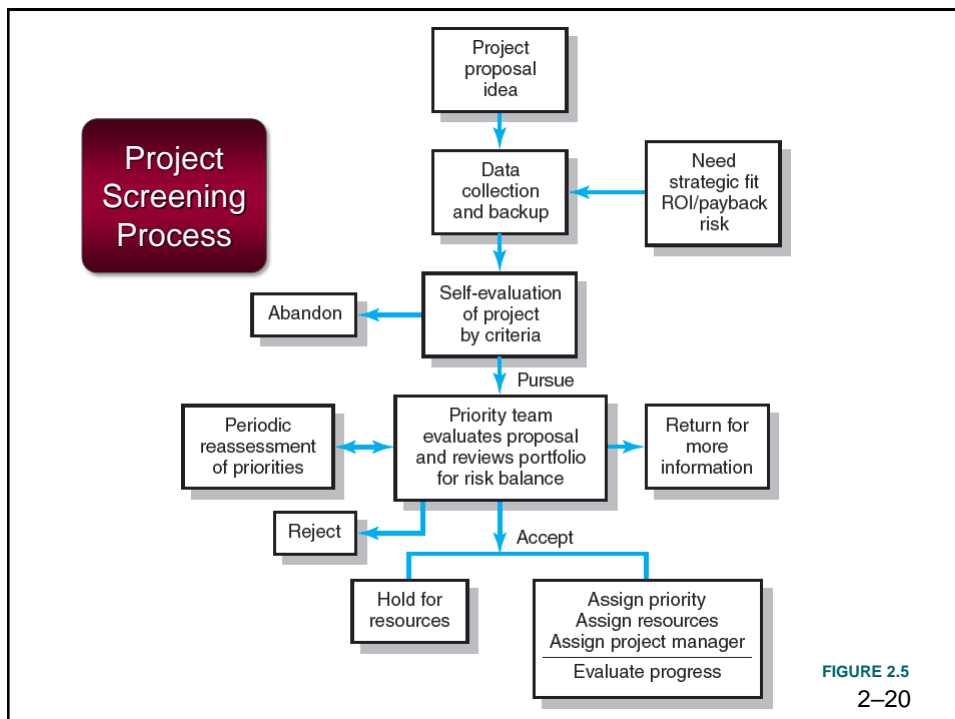 Project
Screening
Process
Project
proposal
idea
Data
collection
and backup
Need
strategic fit
ROI/payback
risk
Self-evaluation
of project
by criteria
Abandon
Pursue
Periodic
reassessment
of priorities
Priority team
evaluates proposal
and reviews portfolio
for risk balance
Return for
more
information
Reject
Accept
Hold for
resources
Assign priority
Assign resources
Assign project manager
Evaluate progress
FIGURE 2.5
2–20